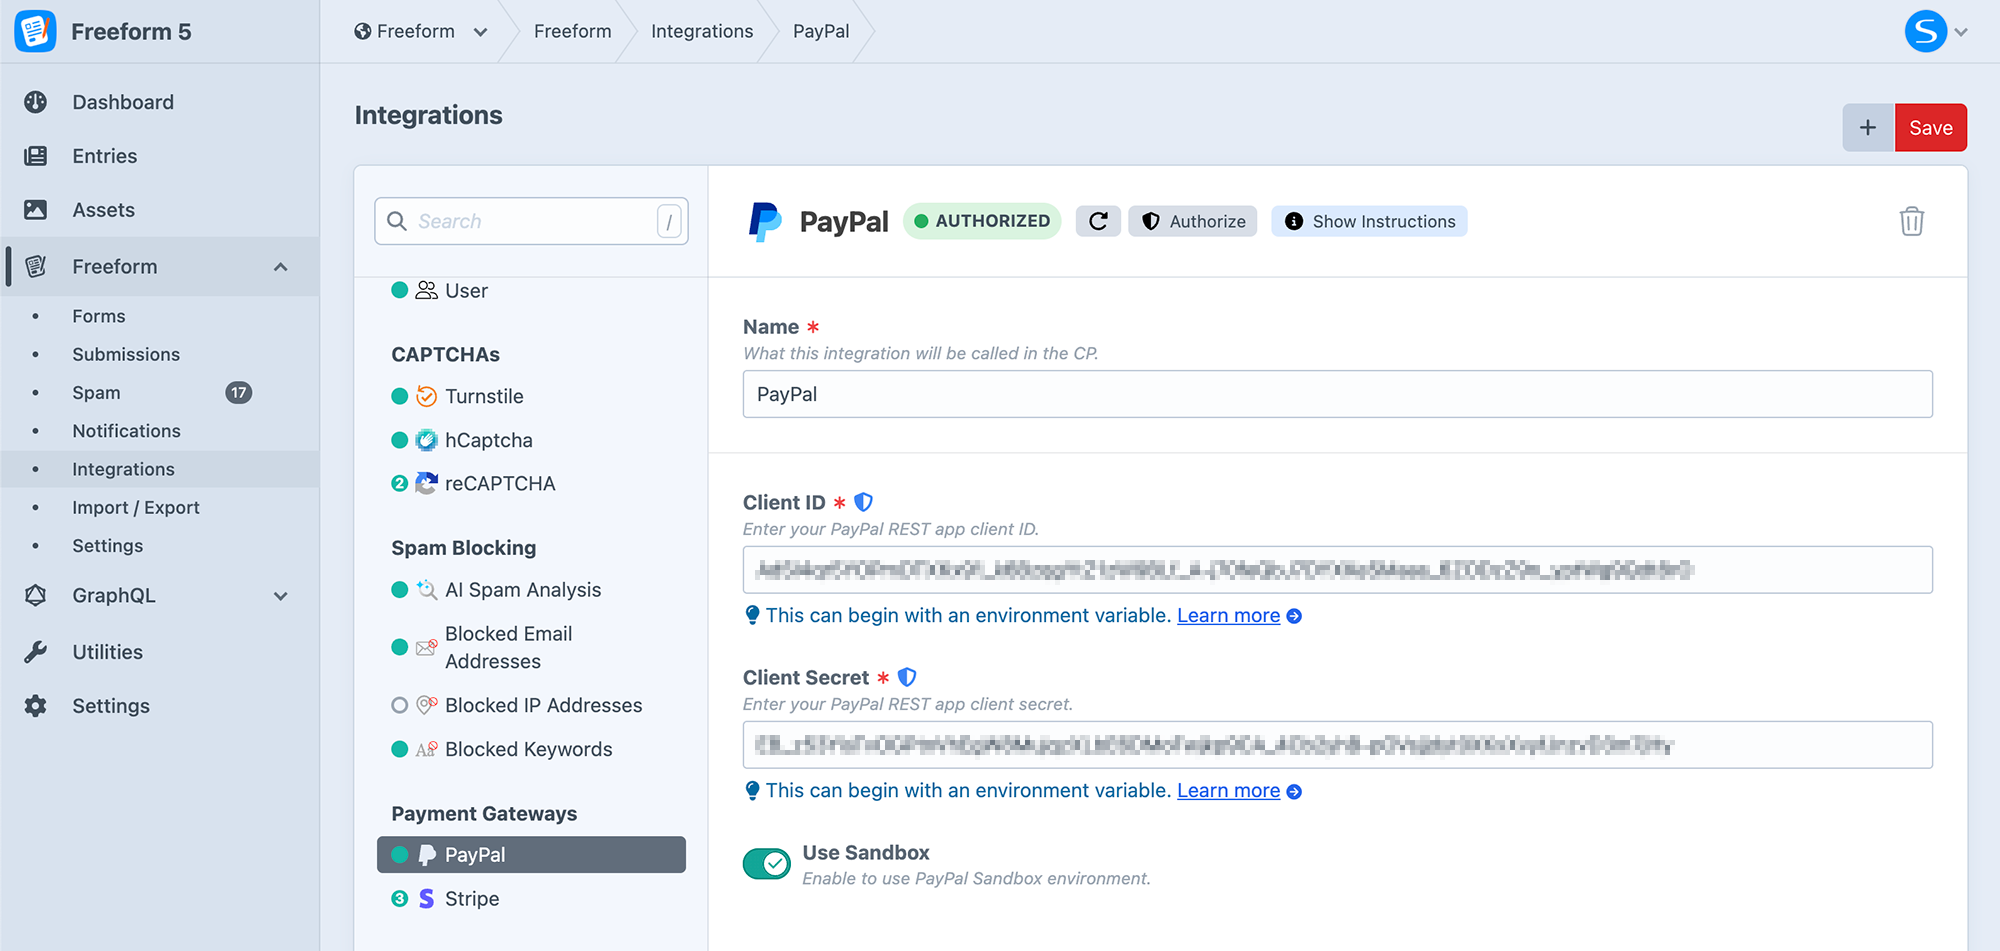 Freeform 5
Freeform
Freeform
Integrations
PayPal
S
Dashboard
Entries
Assets
Freeform
Forms
Submissions
Spam 17
Notifications
Integrations
Import / Export
Settings
GraphQL
Utilities
Settings
Integrations
+ Save
Search /
User
CAPTCHAs
Turnstile
hCaptcha
2 reCAPTCHA
Spam Blocking
AI Spam Analysis
Blocked Email
Addresses
Blocked IP Addresses
Blocked Keywords
Payment Gateways
PayPal
3 Stripe
PayPal AUTHORIZED Authorize Show Instructions
Name *
What this integration will be called in the CP.
PayPal
Client ID *
Enter your PayPal REST app client ID.
This can begin with an environment variable. Learn more
Client Secret *
Enter your PayPal REST app client secret.
This can begin with an environment variable. Learn more
Use Sandbox
Enable to use PayPal Sandbox environment.